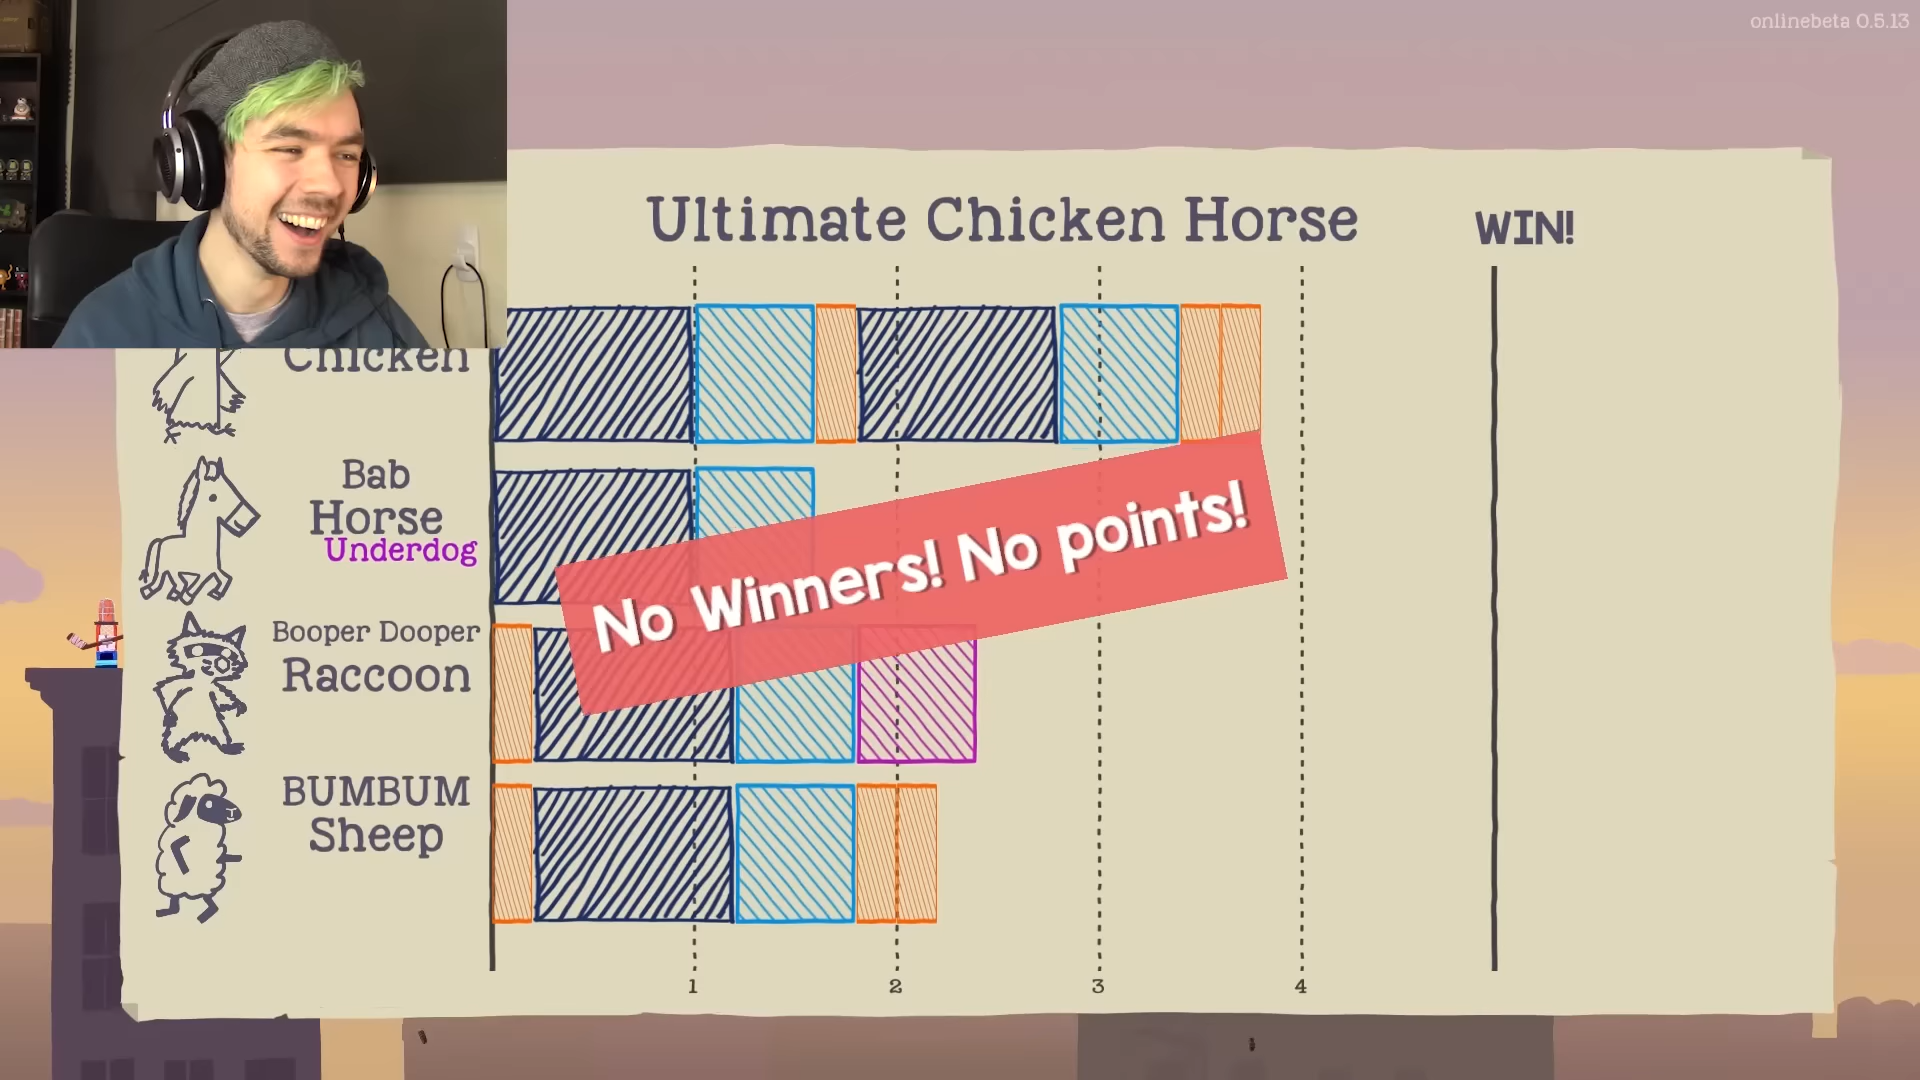 onlinebeta 0.5.13
Ultimate Chicken Horse
WIN!
Chicken
Bab
Horse
Underdog
No Winners! No points!
Booper Dooper
Raccoon
BUMBUM
Sheep
1
2
3
4